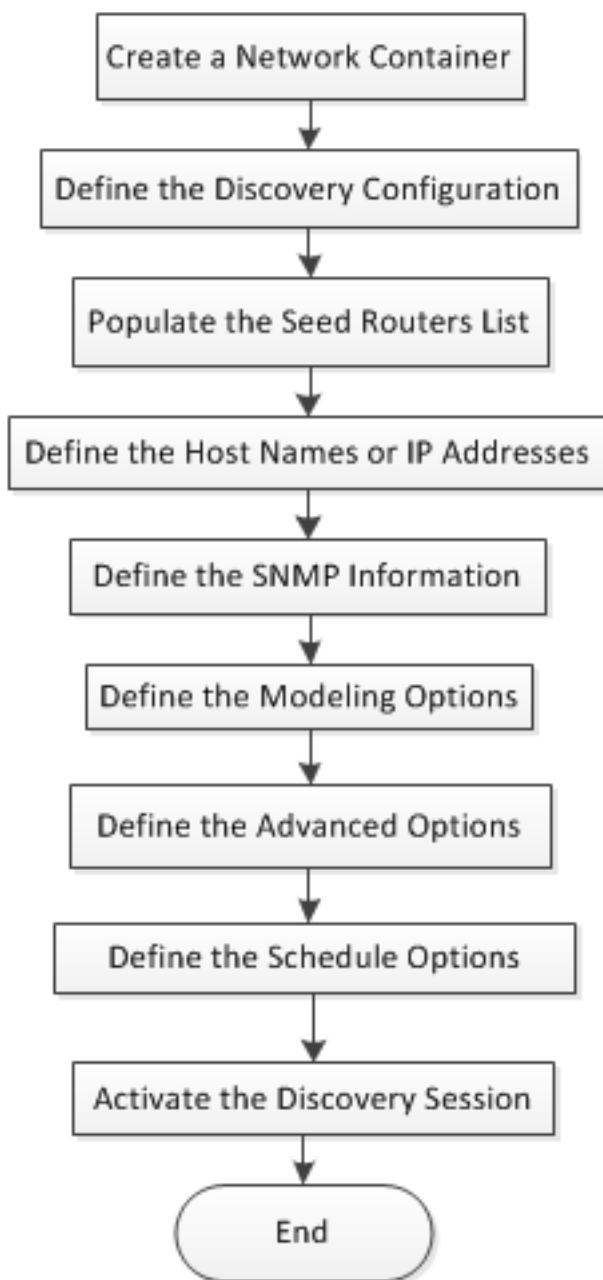 Create a Network Container
Define the Discovery Configuration
Populate the Seed Routers List
Define the Host Names or IP Addresses
Define the SNMP Information
Define the Modeling Options
Define the Advanced Options
Define the Schedule Options
Activate the Discovery Session
End